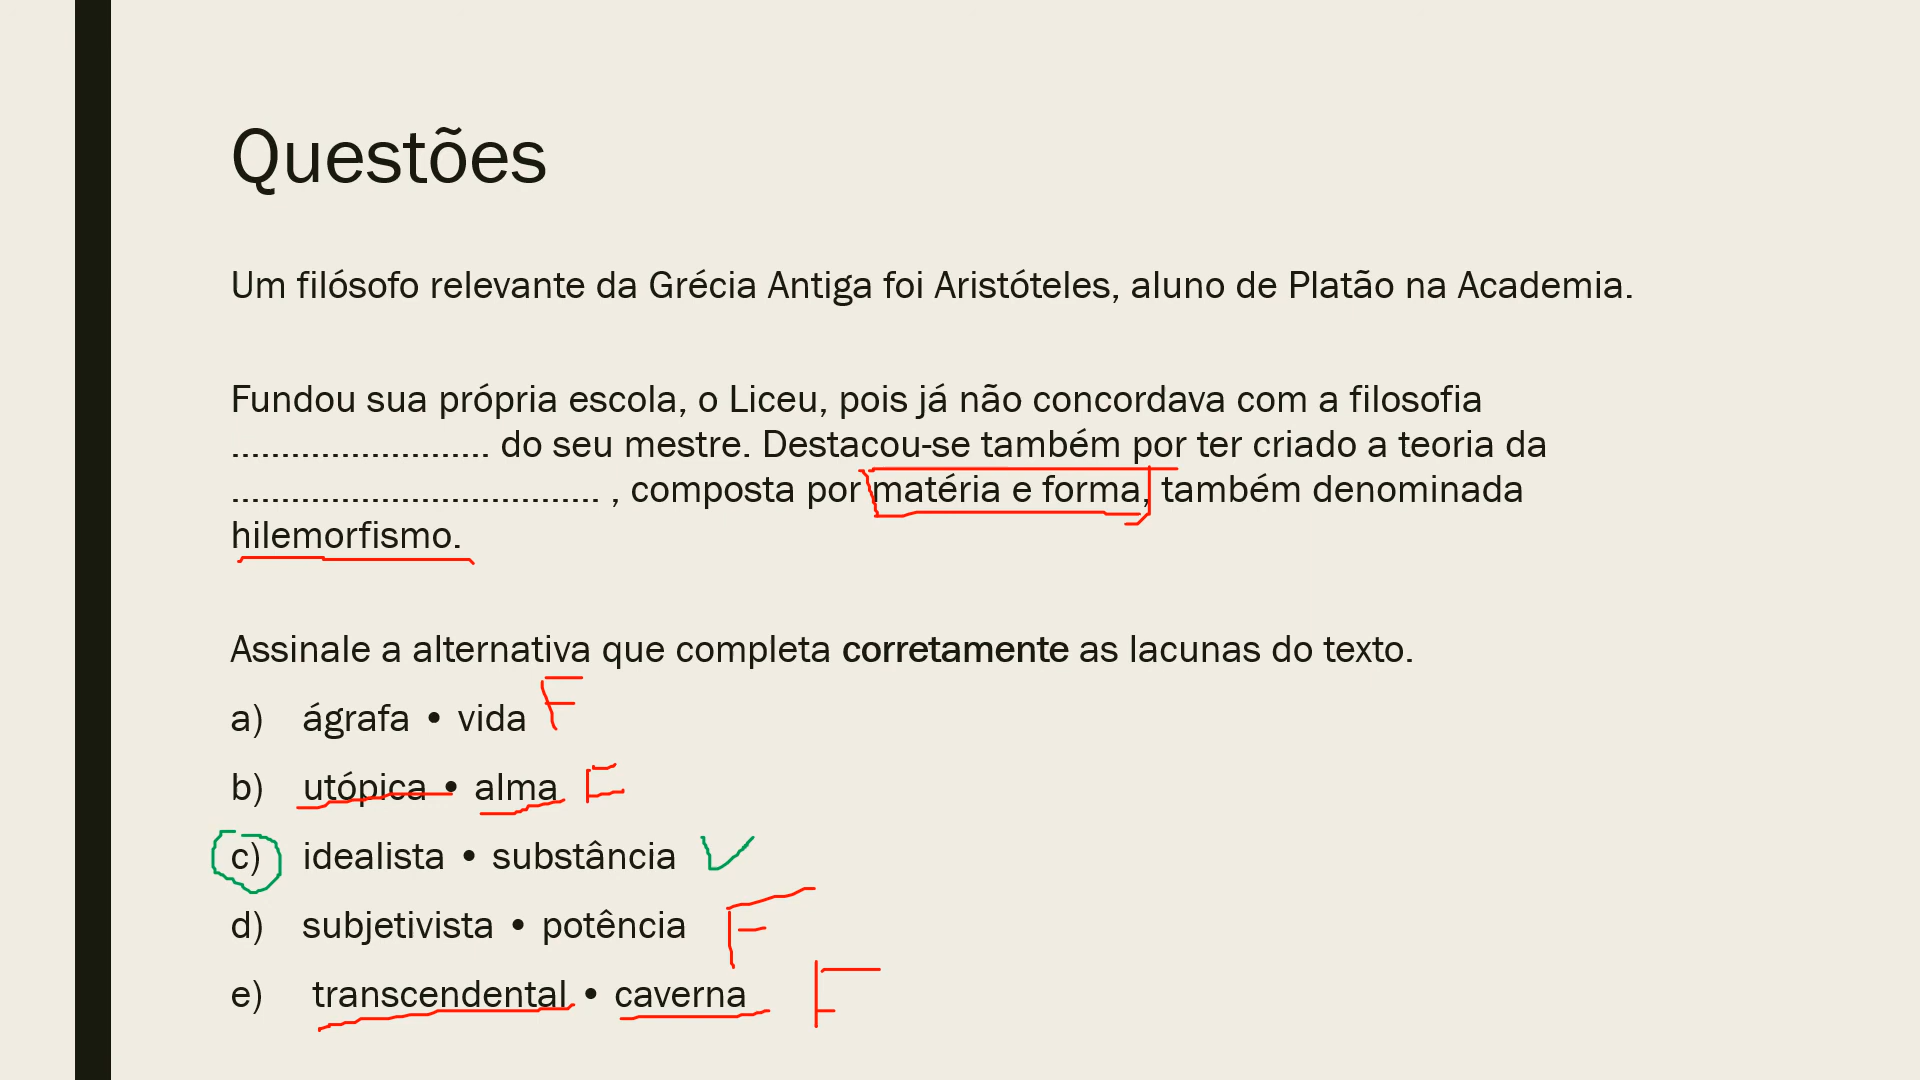 Questões
Um filósofo relevante da Grécia Antiga foi Aristóteles, aluno de Platão na Academia.
Fundou sua própria escola, o Liceu, pois já não concordava com a filosofia
.......................... do seu mestre. Destacou-se também por ter criado a teoria da
..................................... , composta por matéria e forma, também denominada
hilemorfismo.
Assinale a alternativa que completa corretamente as lacunas do texto.
a) ágrafa • vida F
b) utópica • alma F
c) idealista • substância V
d) subjetivista • potência F
e) transcendental • caverna F